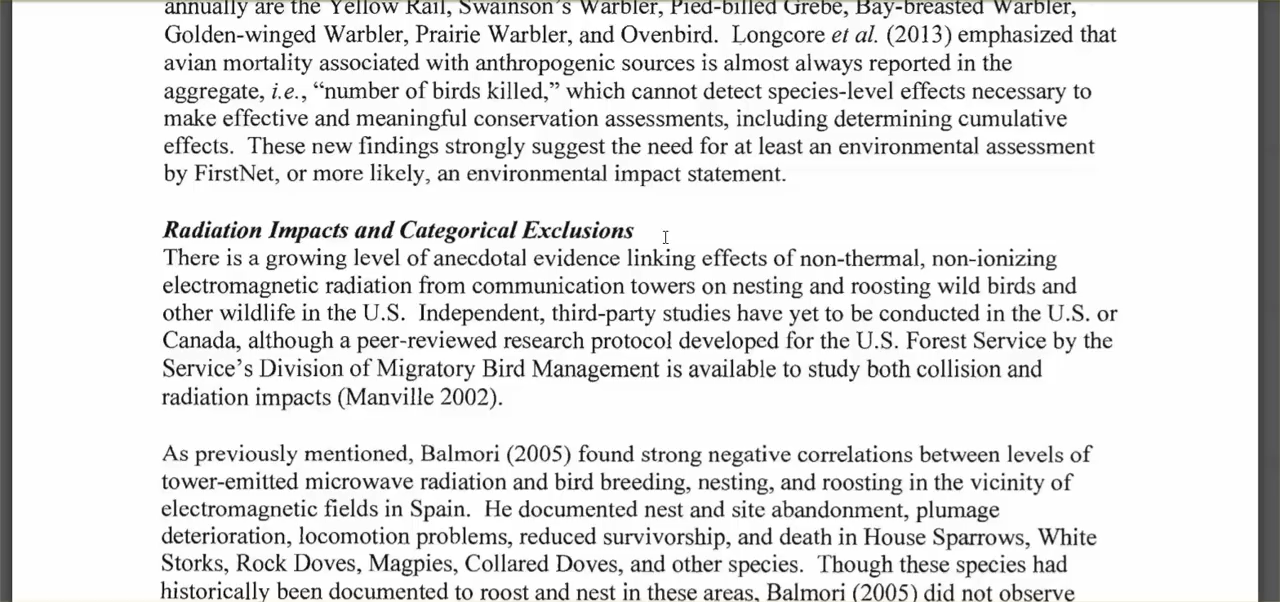 annually are the Yellow Rail, Swainson's Warbler, Pied-billed Grebe, Bay-breasted Warbler,
Golden-winged Warbler, Prairie Warbler, and Ovenbird.  Longcore et al. (2013) emphasized that
avian mortality associated with anthropogenic sources is almost always reported in the
aggregate, i.e., “number of birds killed,” which cannot detect species-level effects necessary to
make effective and meaningful conservation assessments, including determining cumulative
effects.  These new findings strongly suggest the need for at least an environmental assessment
by FirstNet, or more likely, an environmental impact statement.
Radiation Impacts and Categorical Exclusions
There is a growing level of anecdotal evidence linking effects of non-thermal, non-ionizing
electromagnetic radiation from communication towers on nesting and roosting wild birds and
other wildlife in the U.S.  Independent, third-party studies have yet to be conducted in the U.S. or
Canada, although a peer-reviewed research protocol developed for the U.S. Forest Service by the
Service's Division of Migratory Bird Management is available to study both collision and
radiation impacts (Manville 2002).
As previously mentioned, Balmori (2005) found strong negative correlations between levels of
tower-emitted microwave radiation and bird breeding, nesting, and roosting in the vicinity of
electromagnetic fields in Spain.  He documented nest and site abandonment, plumage
deterioration, locomotion problems, reduced survivorship, and death in House Sparrows, White
Storks, Rock Doves, Magpies, Collared Doves, and other species.  Though these species had
historically been documented to roost and nest in these areas, Balmori (2005) did not observe